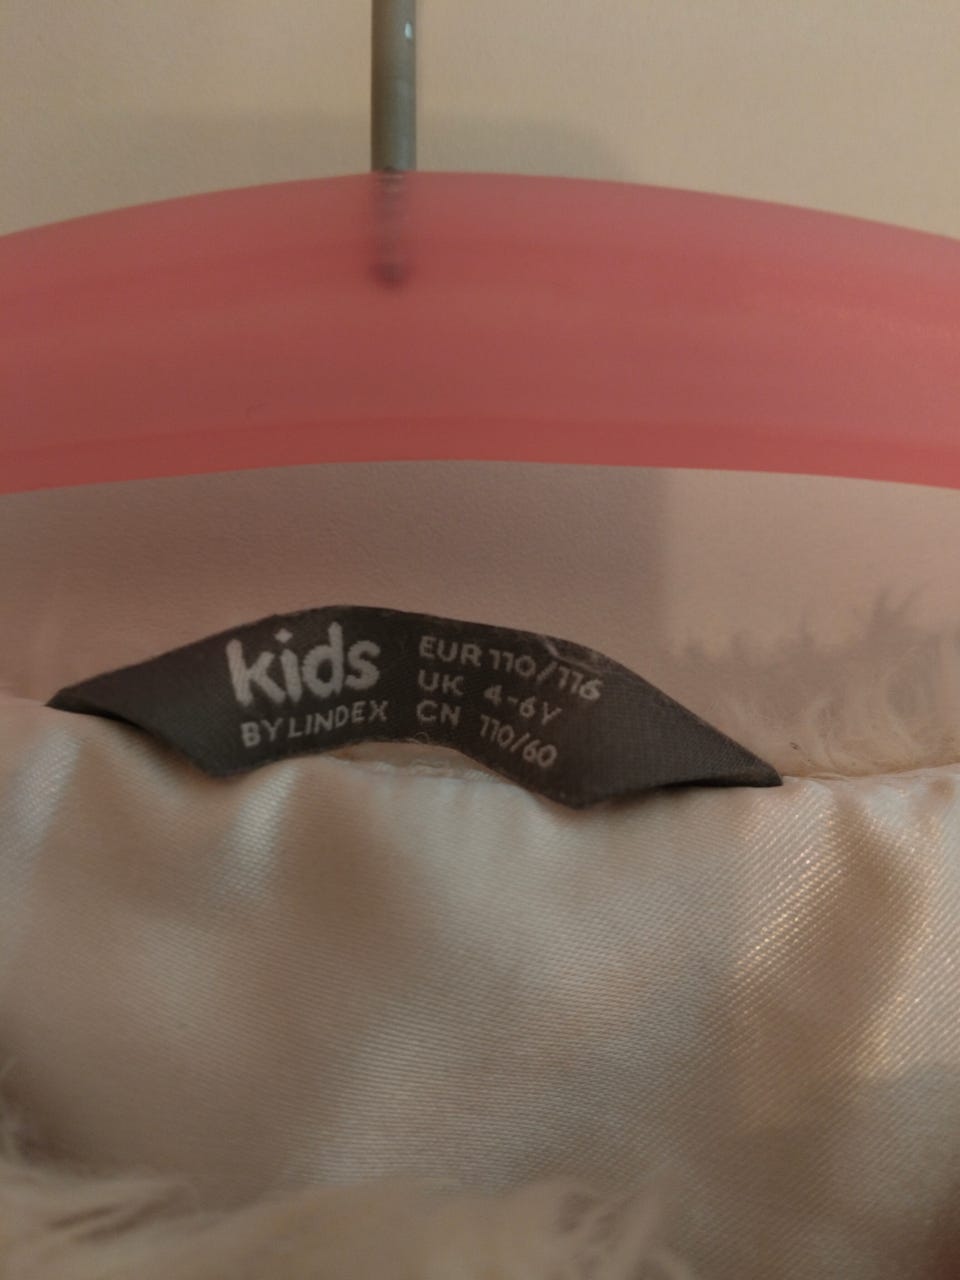 kids
BY LINDEX
EUR 110/116
UK 4-6Y
CN 110/60